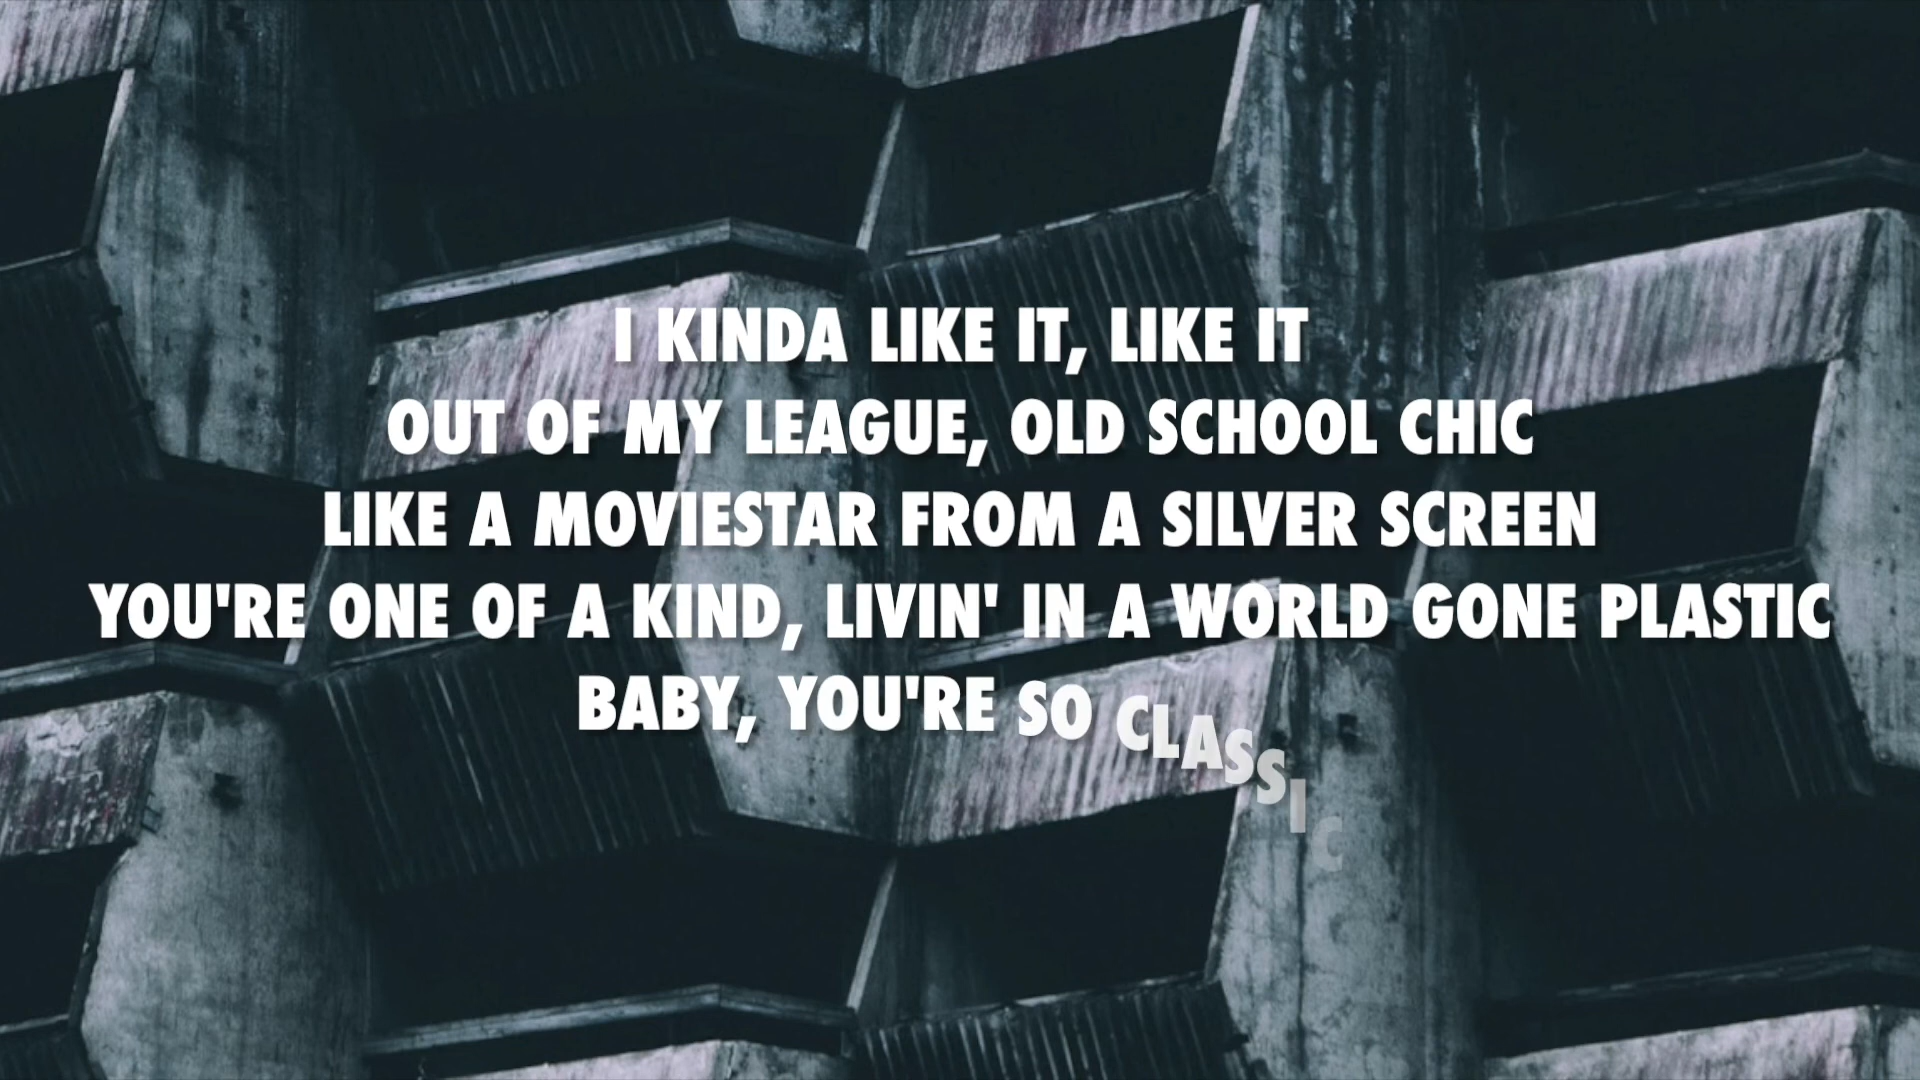 I KINDA LIKE IT, LIKE IT
OUT OF MY LEAGUE, OLD SCHOOL CHIC
LIKE A MOVIESTAR FROM A SILVER SCREEN
YOU'RE ONE OF A KIND, LIVIN' IN A WORLD GONE PLASTIC
BABY, YOU'RE SO CLASSIC